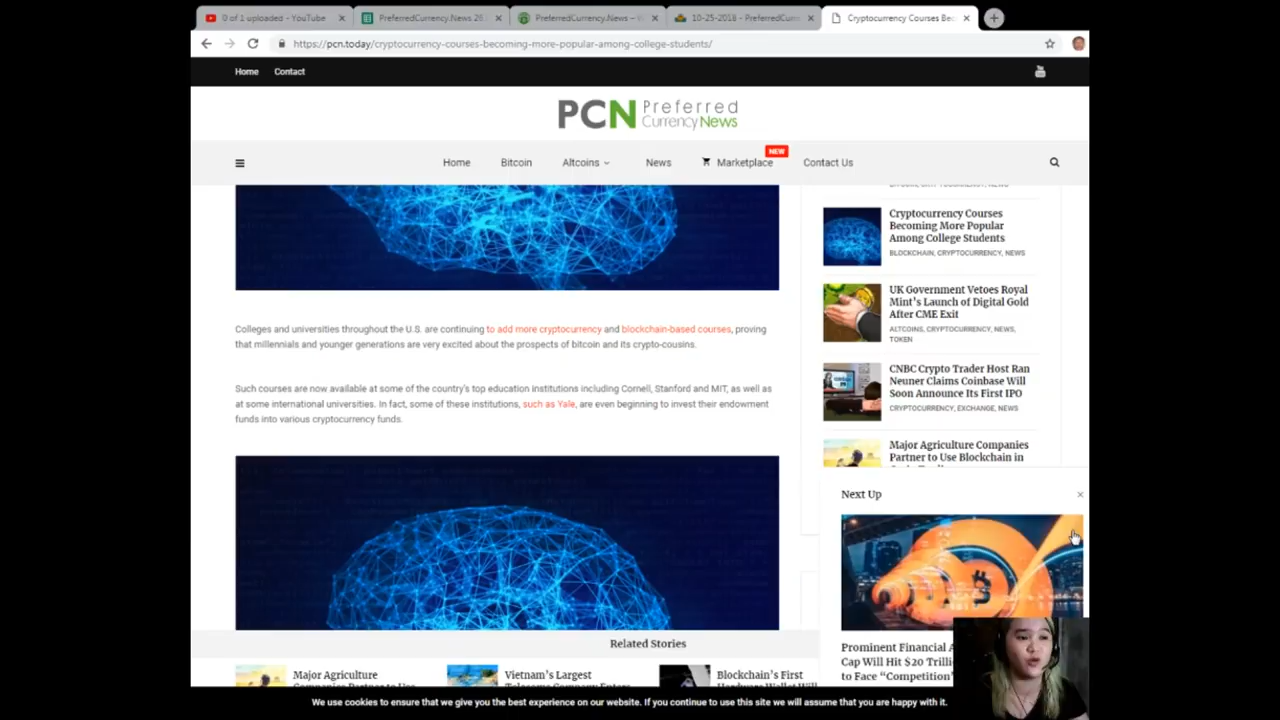 0 of 1 uploaded - YouTube
PreferredCurrency.News 26
PreferredCurrency.News – W
10-25-2018 - PreferredCurr
Cryptocurrency Courses Bec
https://pcn.today/cryptocurrency-courses-becoming-more-popular-among-college-students/
Home Contact
PCN Preferred
Currency News
Home Bitcoin Altcoins News Marketplace NEW Contact Us
Colleges and universities throughout the U.S. are continuing to add more cryptocurrency and blockchain-based courses, proving
that millennials and younger generations are very excited about the prospects of bitcoin and its crypto-cousins.
Such courses are now available at some of the country's top education institutions including Cornell, Stanford and MIT, as well as
at some international universities. In fact, some of these institutions, such as Yale, are even beginning to invest their endowment
funds into various cryptocurrency funds.
Cryptocurrency Courses
Becoming More Popular
Among College Students
BLOCKCHAIN, CRYPTOCURRENCY, NEWS
UK Government Vetoes Royal
Mint's Launch of Digital Gold
After CME Exit
ALTCOINS, CRYPTOCURRENCY, NEWS,
TOKEN
CNBC Crypto Trader Host Ran
Neuner Claims Coinbase Will
Soon Announce Its First IPO
CRYPTOCURRENCY, EXCHANGE, NEWS
Major Agriculture Companies
Partner to Use Blockchain in
Next Up
Prominent Financial A
Cap Will Hit $20 Trilli
to Face "Competition"
Related Stories
Major Agriculture
Companies Partner to Use
Vietnam's Largest
Telecoms Company Enters
Blockchain's First
Hardware Wallet Will
We use cookies to ensure that we give you the best experience on our website. If you continue to use this site we will assume that you are happy with it.